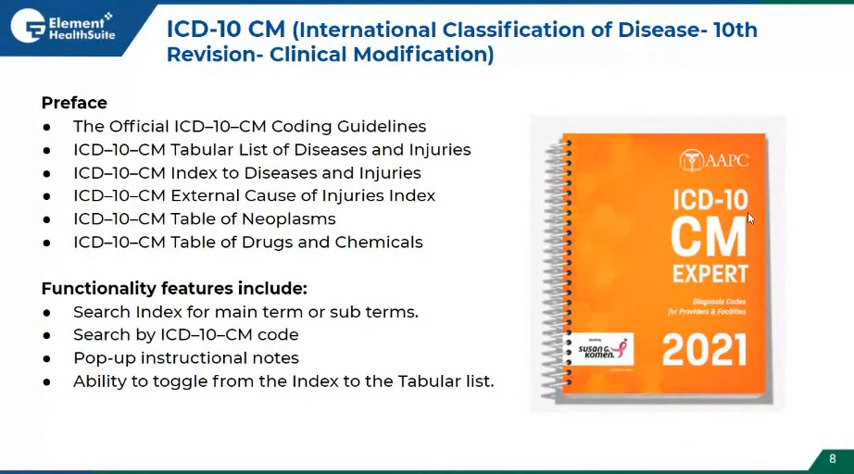 Element
HealthSuite
ICD-10 CM (International Classification of Disease- 10th
Revision- Clinical Modification)
Preface
● The Official ICD–10–CM Coding Guidelines
● ICD–10–CM Tabular List of Diseases and Injuries
● ICD–10–CM Index to Diseases and Injuries
● ICD–10–CM External Cause of Injuries Index
● ICD–10–CM Table of Neoplasms
● ICD–10–CM Table of Drugs and Chemicals
Functionality features include:
● Search Index for main term or sub terms.
● Search by ICD–10–CM code
● Pop-up instructional notes
● Ability to toggle from the Index to the Tabular list.
AAPC
ICD-10
CM
EXPERT
Diagnosis Codes
for Providers & Facilities
SUSAN G.
KOMEN.
2021
8